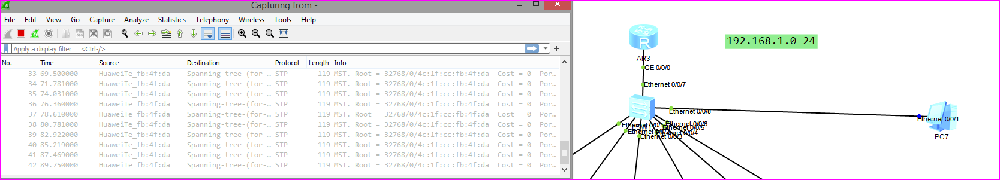 Capturing from -
File Edit View Go Capture Analyze Statistics Telephony Wireless Tools Help
Apply a display filter ... <Ctrl-/>
No. Time Source Destination Protocol Length Info
33 69.500000 HuaweiTe_fb:4f:da Spanning-tree-(for-… STP 119 MST. Root = 32768/0/4c:1f:cc:fb:4f:da Cost = 0 Por…
34 71.781000 HuaweiTe_fb:4f:da Spanning-tree-(for-… STP 119 MST. Root = 32768/0/4c:1f:cc:fb:4f:da Cost = 0 Por…
35 74.031000 HuaweiTe_fb:4f:da Spanning-tree-(for-… STP 119 MST. Root = 32768/0/4c:1f:cc:fb:4f:da Cost = 0 Por…
36 76.360000 HuaweiTe_fb:4f:da Spanning-tree-(for-… STP 119 MST. Root = 32768/0/4c:1f:cc:fb:4f:da Cost = 0 Por…
37 78.610000 HuaweiTe_fb:4f:da Spanning-tree-(for-… STP 119 MST. Root = 32768/0/4c:1f:cc:fb:4f:da Cost = 0 Por…
38 80.781000 HuaweiTe_fb:4f:da Spanning-tree-(for-… STP 119 MST. Root = 32768/0/4c:1f:cc:fb:4f:da Cost = 0 Por…
39 82.922000 HuaweiTe_fb:4f:da Spanning-tree-(for-… STP 119 MST. Root = 32768/0/4c:1f:cc:fb:4f:da Cost = 0 Por…
40 85.219000 HuaweiTe_fb:4f:da Spanning-tree-(for-… STP 119 MST. Root = 32768/0/4c:1f:cc:fb:4f:da Cost = 0 Por…
41 87.469000 HuaweiTe_fb:4f:da Spanning-tree-(for-… STP 119 MST. Root = 32768/0/4c:1f:cc:fb:4f:da Cost = 0 Por…
42 89.750000 HuaweiTe_fb:4f:da Spanning-tree-(for-… STP 119 MST. Root = 32768/0/4c:1f:cc:fb:4f:da Cost = 0 Por…
192.168.1.0 24
R
AR3
GE 0/0/0
Ethernet 0/0/7
Ethernet 0/0/8
Ethernet 0/0/1
PC7
Ethernet 0/0/6
Ethernet 0/0/5
Ethernet 0/0/4
Ethernet 0/0/3